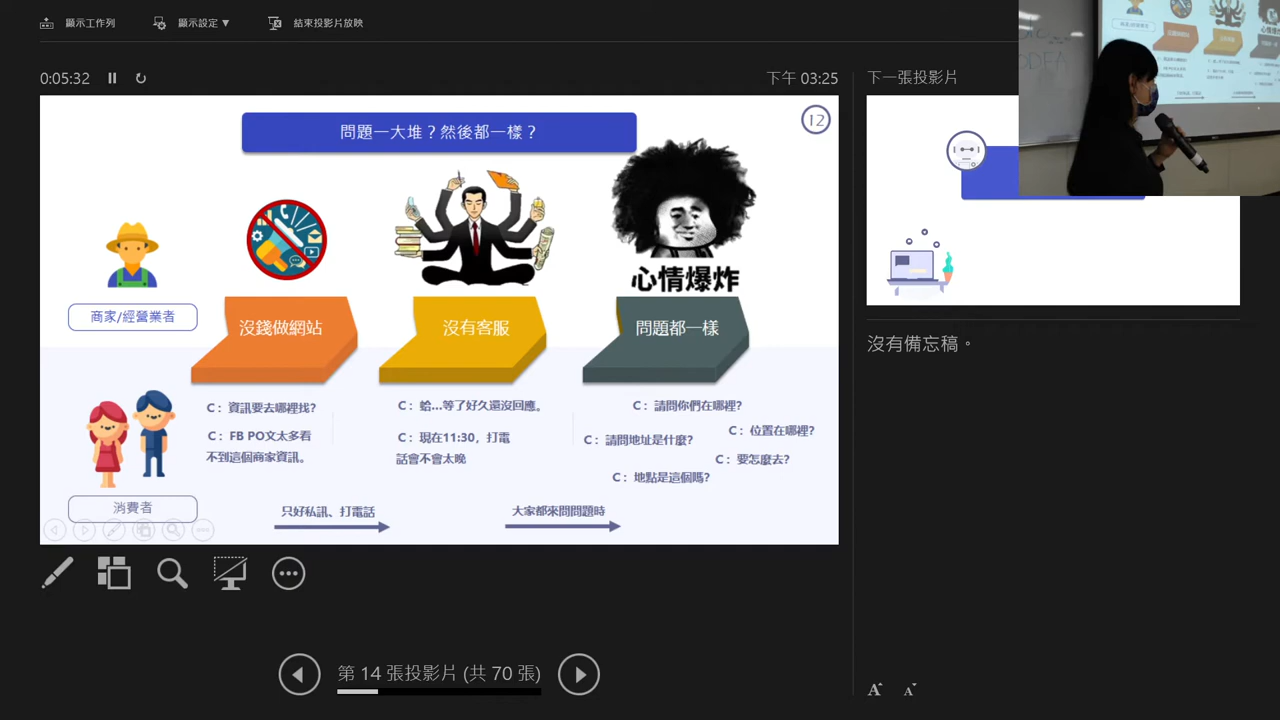 顯示工作列
顯示設定 ▼
結束投影片放映
0:05:32
下午 03:25
下一張投影片
問題一大堆？然後都一樣？
12
心情爆炸
商家/經營業者
沒錢做網站
沒有客服
問題都一樣
C： 資訊要去哪裡找?
C： FB PO文太多看
不到這個商家資訊。
C： 蛤...等了好久還沒回應。
C： 現在11:30，打電
話會不會太晚
C： 請問你們在哪裡?
C： 位置在哪裡?
C： 請問地址是什麼?
C： 要怎麼去?
C： 地點是這個嗎?
消費者
只好私訊、打電話
大家都來問問題時
沒有備忘稿。
第 14 張投影片 (共 70 張)
A A